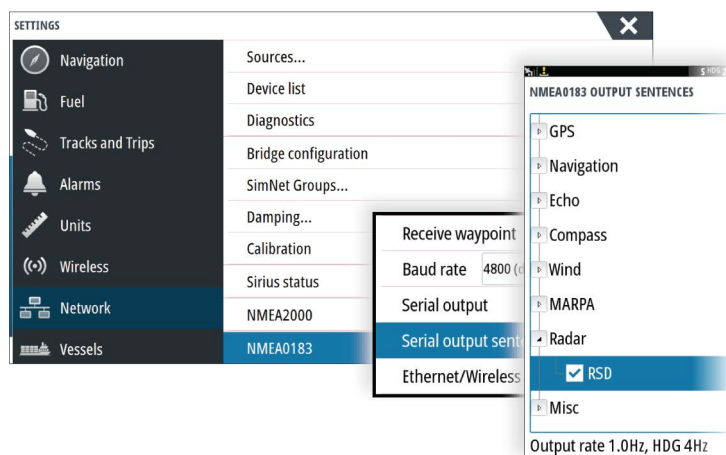 SETTINGS
Navigation
Fuel
Tracks and Trips
Alarms
Units
Wireless
Network
Vessels
Sources...
Device list
Diagnostics
Bridge configuration
SimNet Groups...
Damping...
Calibration
Sirius status
NMEA2000
NMEA0183
Receive waypoint
Baud rate 4800
Serial output
Serial output
Ethernet/Wireless
S HDG
NMEA0183 OUTPUT SENTENCES
GPS
Navigation
Echo
Compass
Wind
MARPA
Radar
RSD
Misc
Output rate 1.0Hz, HDG 4Hz